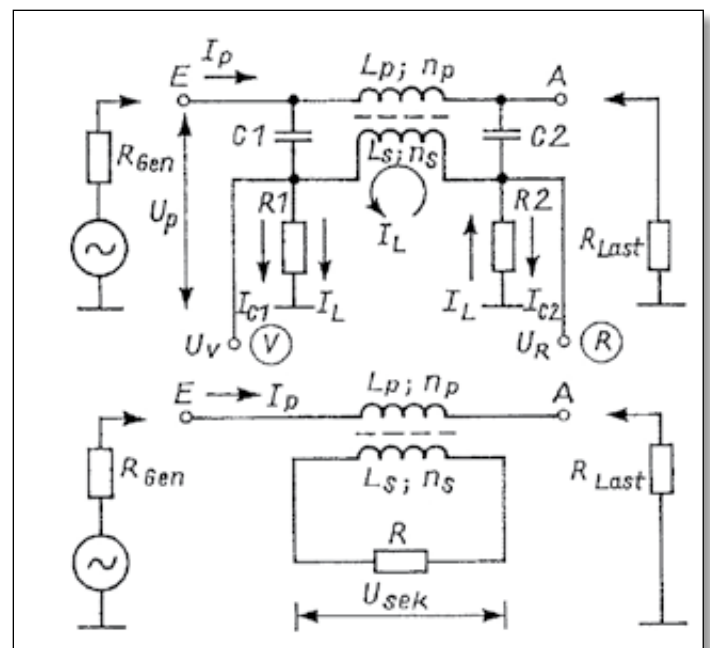 I_p L_p; n_p
E A
C1 C2
R_Gen L_s; n_s
U_p R1 R2
I_L R_Last
I_C1 I_L I_L I_C2
U_V V U_R R
E I_p L_p; n_p A
R_Gen L_s; n_s R_Last
R
U_sek